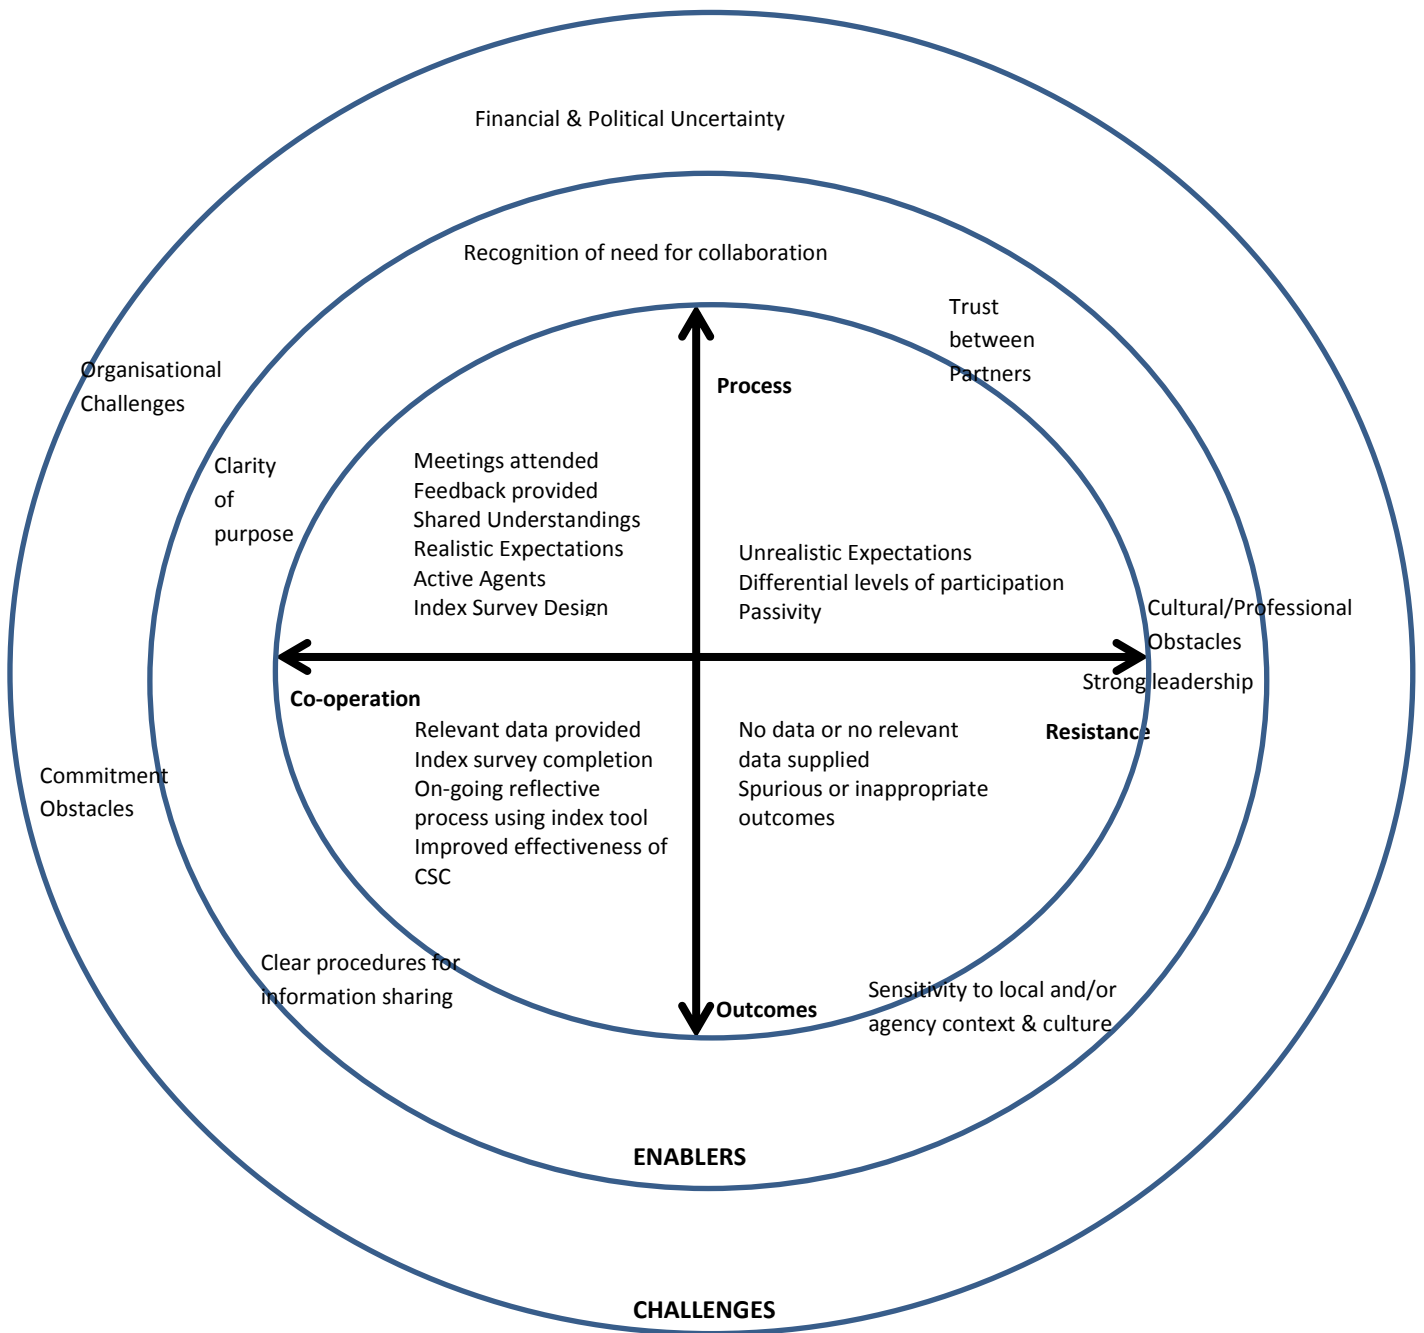 Financial & Political Uncertainty
Recognition of need for collaboration
Trust
between
Partners
Organisational
Challenges
Process
Clarity
of
purpose
Meetings attended
Feedback provided
Shared Understandings
Realistic Expectations
Active Agents
Index Survey Design
Unrealistic Expectations
Differential levels of participation
Passivity
Cultural/Professional
Obstacles
Strong leadership
Co-operation
Resistance
Relevant data provided
Index survey completion
On-going reflective
process using index tool
Improved effectiveness of
CSC
No data or no relevant
data supplied
Spurious or inappropriate
outcomes
Commitment
Obstacles
Clear procedures for
information sharing
Outcomes
Sensitivity to local and/or
agency context & culture
ENABLERS
CHALLENGES